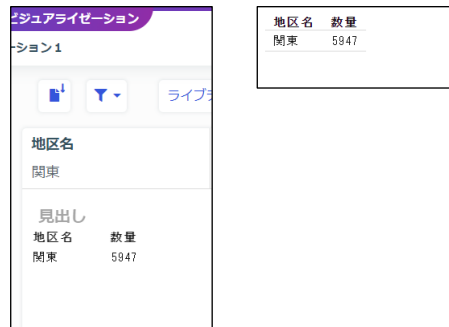 ビジュアライゼーション
ーション1
ライブ
地区名
関東
見出し
地区名 数量
関東 5947
地区名 数量
関東 5947